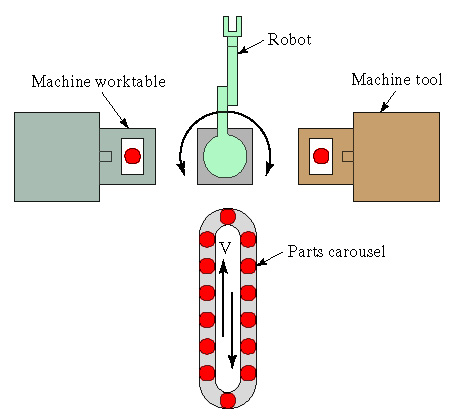 Robot
Machine worktable
Machine tool
V
Parts carousel